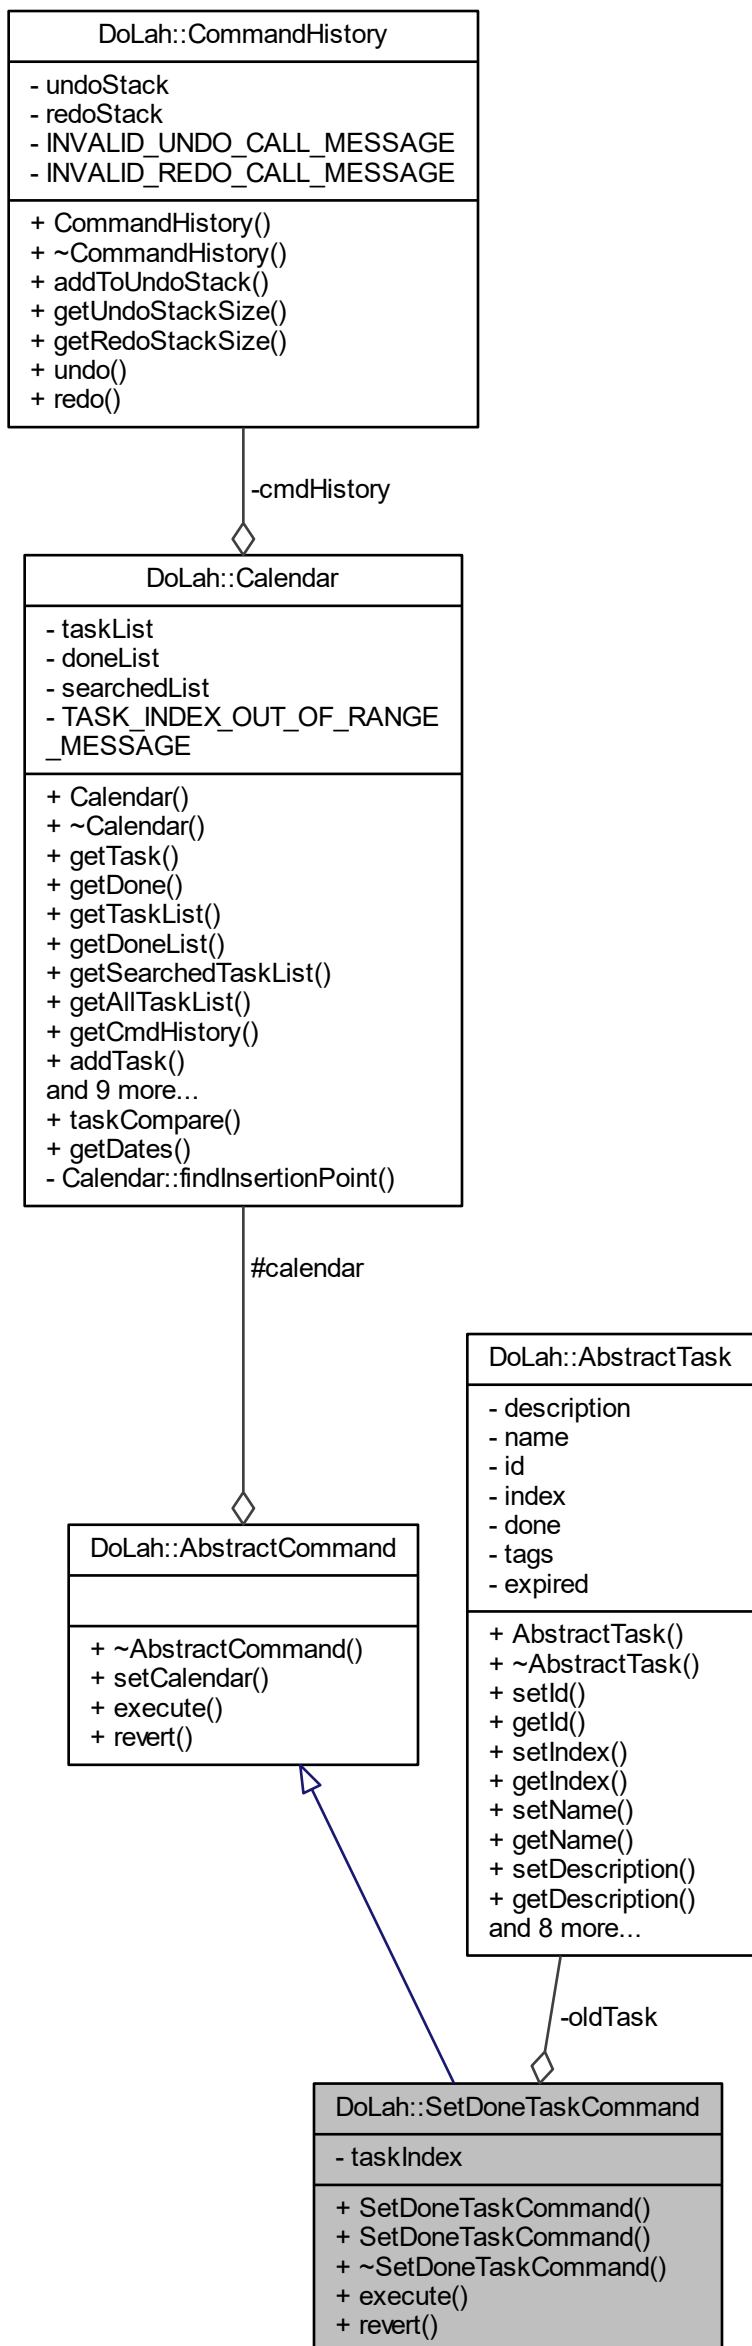 DoLah::CommandHistory
- undoStack
- redoStack
- INVALID_UNDO_CALL_MESSAGE
- INVALID_REDO_CALL_MESSAGE
+ CommandHistory()
+ ~CommandHistory()
+ addToUndoStack()
+ getUndoStackSize()
+ getRedoStackSize()
+ undo()
+ redo()
-cmdHistory
DoLah::Calendar
- taskList
- doneList
- searchedList
- TASK_INDEX_OUT_OF_RANGE
_MESSAGE
+ Calendar()
+ ~Calendar()
+ getTask()
+ getDone()
+ getTaskList()
+ getDoneList()
+ getSearchedTaskList()
+ getAllTaskList()
+ getCmdHistory()
+ addTask()
and 9 more...
+ taskCompare()
+ getDates()
- Calendar::findInsertionPoint()
#calendar
DoLah::AbstractTask
- description
- name
- id
- index
- done
- tags
- expired
+ AbstractTask()
+ ~AbstractTask()
+ setId()
+ getId()
+ setIndex()
+ getIndex()
+ setName()
+ getName()
+ setDescription()
+ getDescription()
and 8 more...
DoLah::AbstractCommand
+ ~AbstractCommand()
+ setCalendar()
+ execute()
+ revert()
-oldTask
DoLah::SetDoneTaskCommand
- taskIndex
+ SetDoneTaskCommand()
+ SetDoneTaskCommand()
+ ~SetDoneTaskCommand()
+ execute()
+ revert()